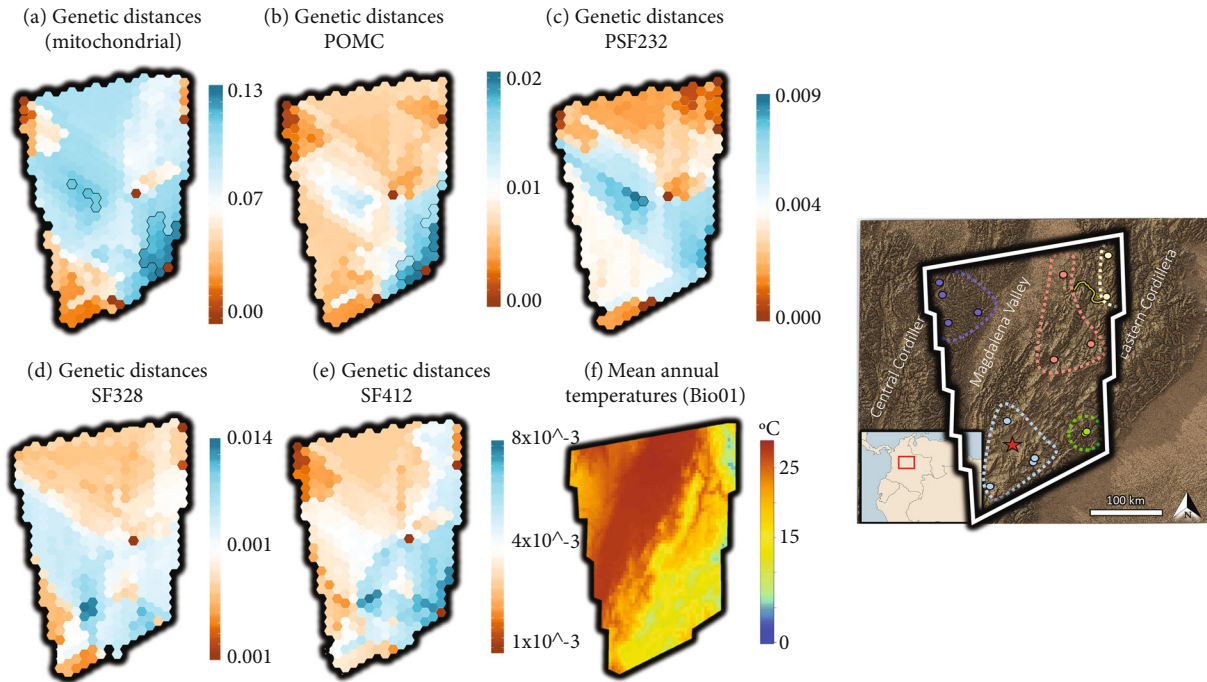 (a) Genetic distances
(mitochondrial)
0.13
0.07
0.00
(b) Genetic distances
POMC
0.02
0.01
0.00
(c) Genetic distances
PSF232
0.009
0.004
0.000
(d) Genetic distances
SF328
0.014
0.001
0.001
(e) Genetic distances
SF412
8x10^-3
4x10^-3
1x10^-3
(f) Mean annual
temperatures (Bio01)
ºC
25
15
0
Central Cordiller
Magdalena Valley
Eastern Cordillera
100 km
N